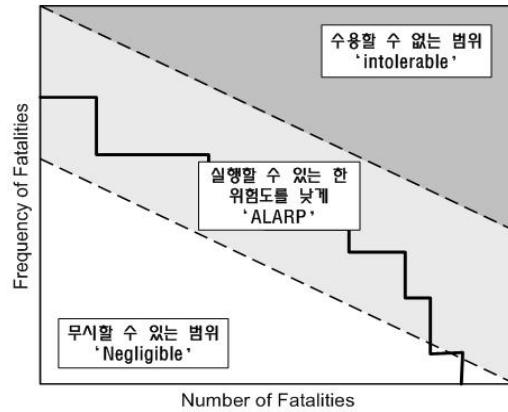 수용할 수 없는 범위
‘intolerable’
실행할 수 있는 한
위험도를 낮게
‘ALARP’
무시할 수 있는 범위
‘Negligible’
Frequency of Fatalities
Number of Fatalities